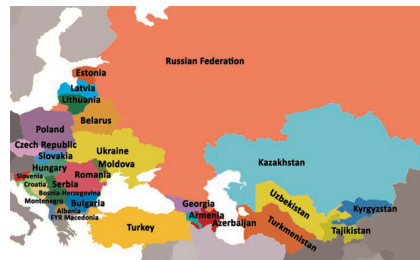 Russian Federation
Estonia
Latvia
Lithuania
Belarus
Poland
Czech Republic
Ukraine
Slovakia
Moldova
Hungary
Kazakhstan
Romania
Slovenia
Croatia
Serbia
Bosnia-Herzegovina
Montenegro
Bulgaria
Albania
FYR Macedonia
Turkey
Georgia
Armenia
Azerbaijan
Uzbekistan
Turkmenistan
Kyrgyzstan
Tajikistan